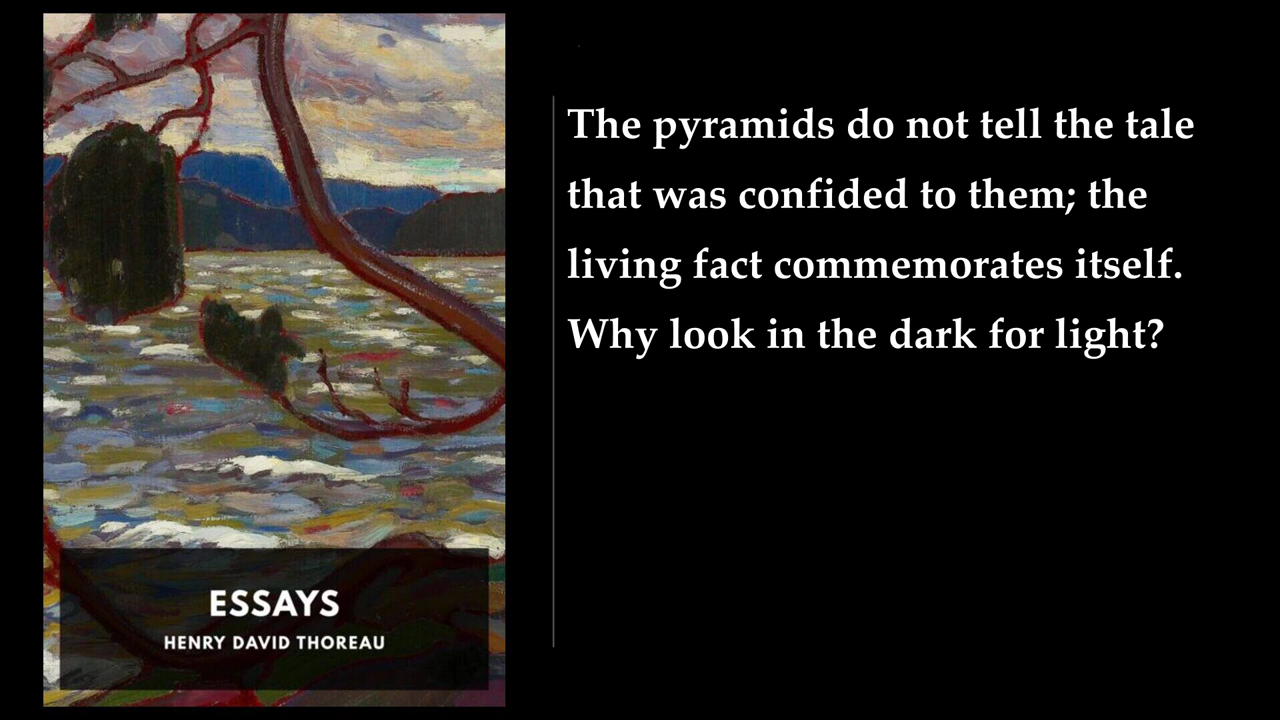 The pyramids do not tell the tale
that was confided to them; the
living fact commemorates itself.
Why look in the dark for light?
ESSAYS
HENRY DAVID THOREAU